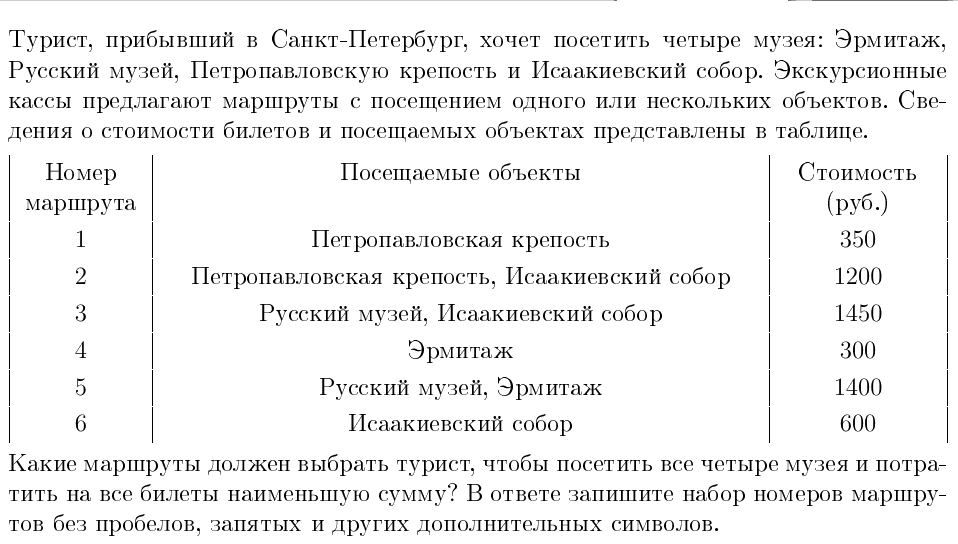 Турист, прибывший в Санкт-Петербург, хочет посетить четыре музея: Эрмитаж,
Русский музей, Петропавловскую крепость и Исаакиевский собор. Экскурсионные
кассы предлагают маршруты с посещением одного или нескольких объектов. Све-
дения о стоимости билетов и посещаемых объектах представлены в таблице.
Номер Посещаемые объекты Стоимость
маршрута (руб.)
1 Петропавловская крепость 350
2 Петропавловская крепость, Исаакиевский собор 1200
3 Русский музей, Исаакиевский собор 1450
4 Эрмитаж 300
5 Русский музей, Эрмитаж 1400
6 Исаакиевский собор 600
Какие маршруты должен выбрать турист, чтобы посетить все четыре музея и потра-
тить на все билеты наименьшую сумму? В ответе запишите набор номеров маршру-
тов без пробелов, запятых и других дополнительных символов.